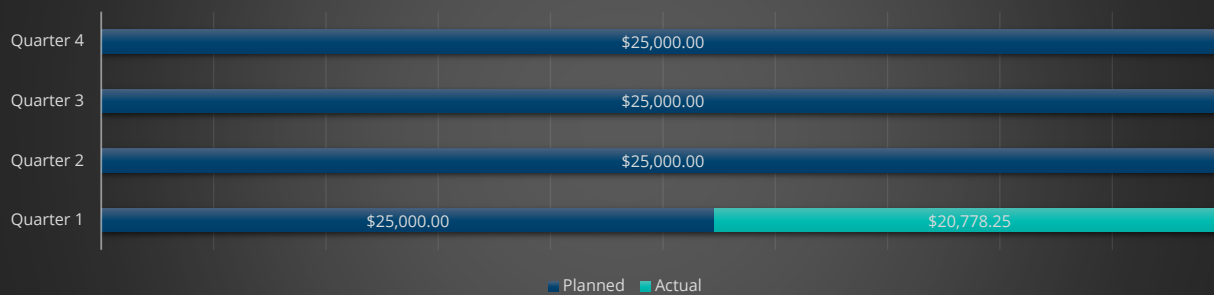 Quarter 4 $25,000.00
Quarter 3 $25,000.00
Quarter 2 $25,000.00
Quarter 1 $25,000.00 $20,778.25
Planned Actual